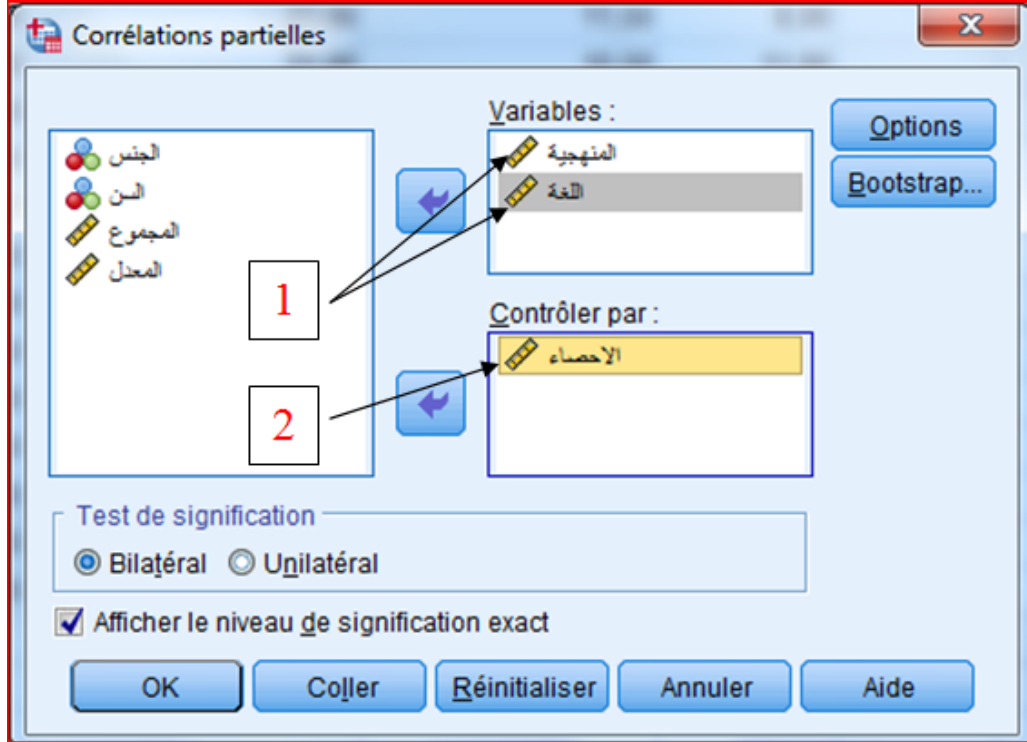 Corrélations partielles
الجنس
السن
المجموع
المعدل
Variables :
المنهجية
اللغة
Contrôler par :
الاحصاء
1
2
Options
Bootstrap...
Test de signification
Bilatéral
Unilatéral
Afficher le niveau de signification exact
OK
Coller
Réinitialiser
Annuler
Aide